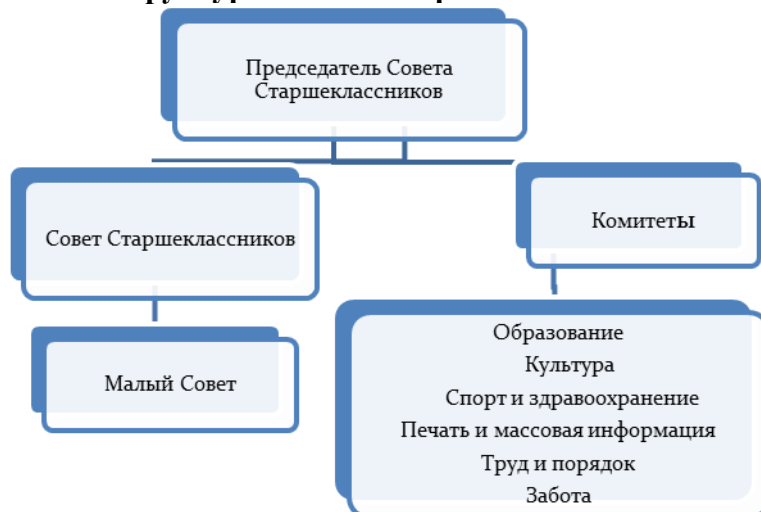 Председатель Совета
Старшеклассников
Совет Старшеклассников
Комитеты
Малый Совет
Образование
Культура
Спорт и здравоохранение
Печать и массовая информация
Труд и порядок
Забота